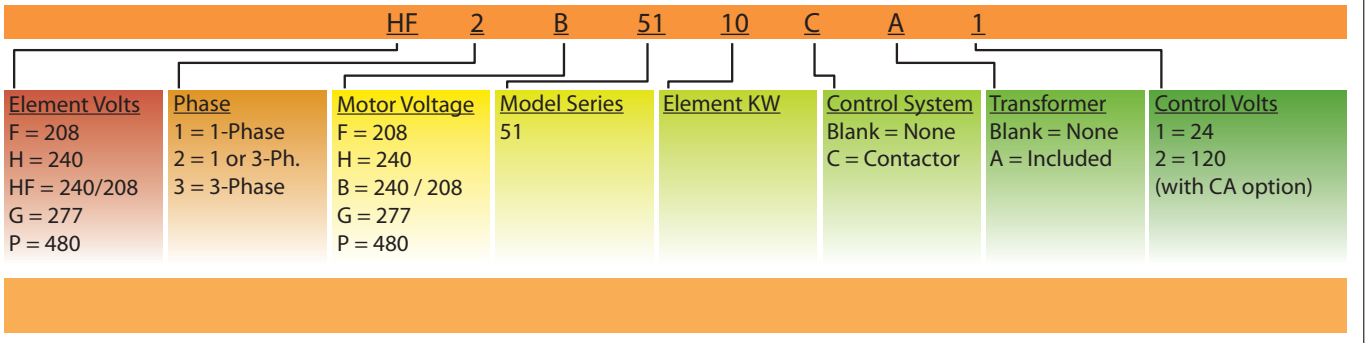 HF 2 B 51 10 C A 1
Element Volts
F = 208
H = 240
HF = 240/208
G = 277
P = 480
Phase
1 = 1-Phase
2 = 1 or 3-Ph.
3 = 3-Phase
Motor Voltage
F = 208
H = 240
B = 240 / 208
G = 277
P = 480
Model Series
51
Element KW
Control System
Blank = None
C = Contactor
Transformer
Blank = None
A = Included
Control Volts
1 = 24
2 = 120
(with CA option)